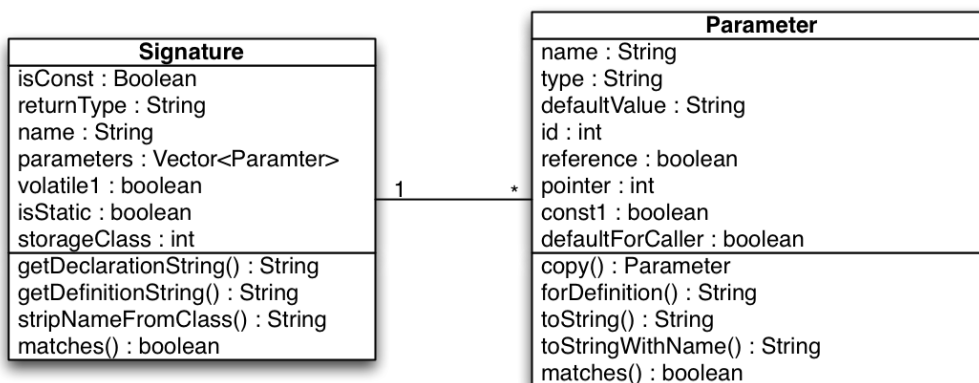 Signature
isConst : Boolean
returnType : String
name : String
parameters : Vector<Paramter>
volatile1 : boolean
isStatic : boolean
storageClass : int
getDeclarationString() : String
getDefinitionString() : String
stripNameFromClass() : String
matches() : boolean
1
*
Parameter
name : String
type : String
defaultValue : String
id : int
reference : boolean
pointer : int
const1 : boolean
defaultForCaller : boolean
copy() : Parameter
forDefinition() : String
toString() : String
toStringWithName() : String
matches() : boolean